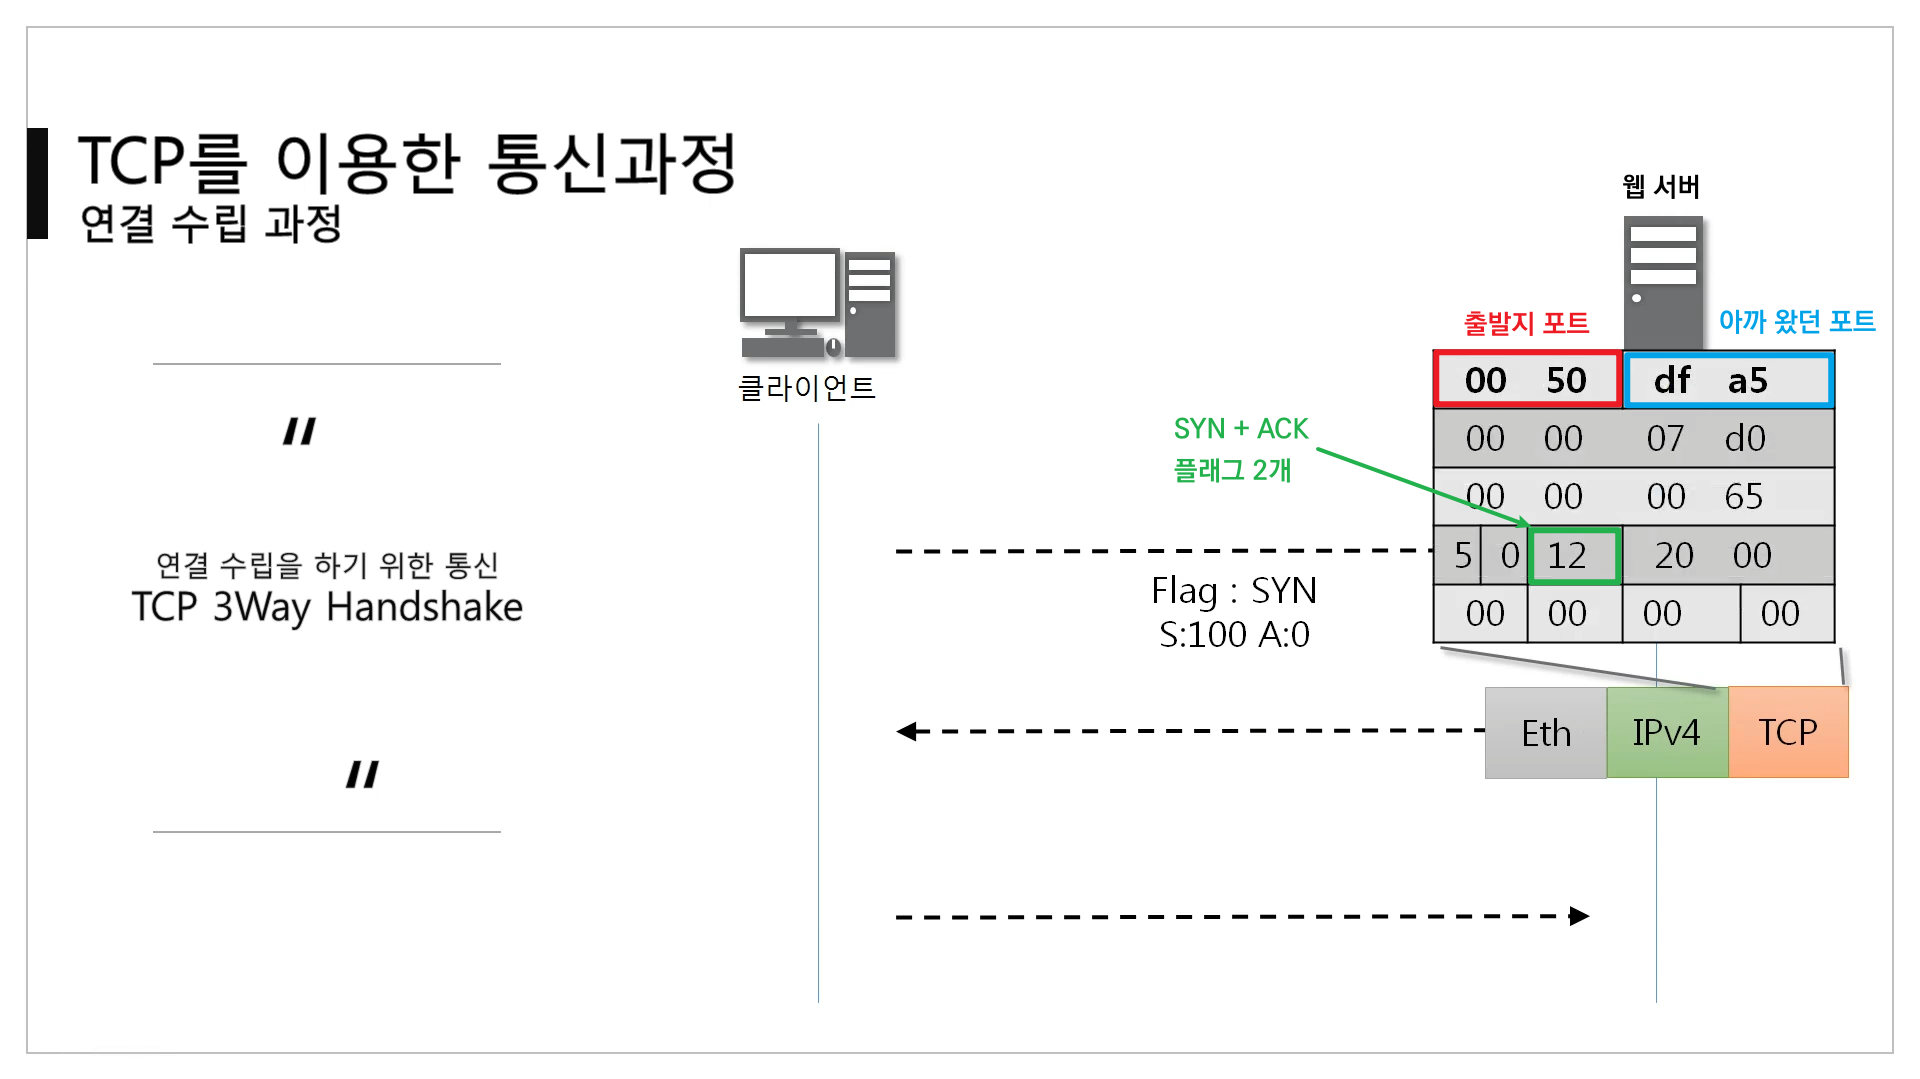 TCP를 이용한 통신과정
연결 수립 과정
"
연결 수립을 하기 위한 통신
TCP 3Way Handshake
"
클라이언트
웹 서버
출발지 포트
아까 왔던 포트
00 50 df a5
00 00 07 d0
00 00 00 65
5 0 12 20 00
00 00 00 00
SYN + ACK
플래그 2개
Flag : SYN
S:100 A:0
Eth IPv4 TCP